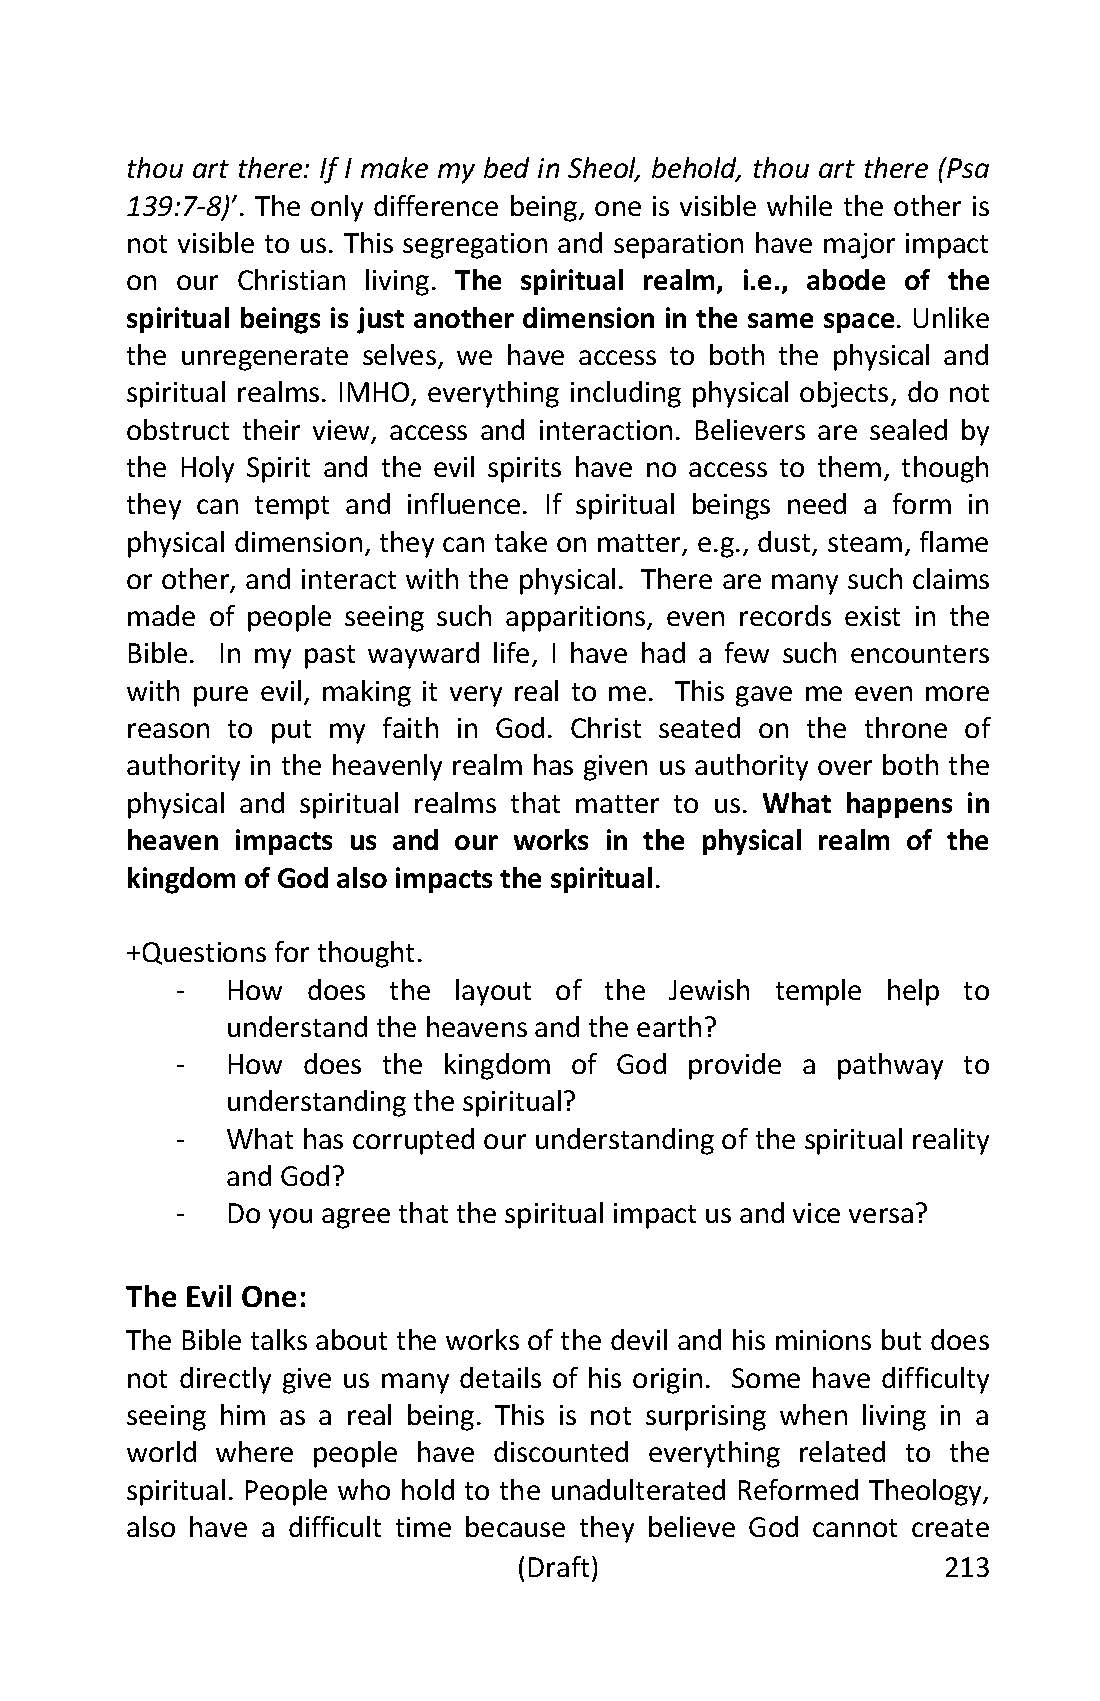 thou art there: If I make my bed in Sheol, behold, thou art there (Psa
139:7-8)’. The only difference being, one is visible while the other is
not visible to us. This segregation and separation have major impact
on our Christian living. The spiritual realm, i.e., abode of the
spiritual beings is just another dimension in the same space. Unlike
the unregenerate selves, we have access to both the physical and
spiritual realms. IMHO, everything including physical objects, do not
obstruct their view, access and interaction. Believers are sealed by
the Holy Spirit and the evil spirits have no access to them, though
they can tempt and influence. If spiritual beings need a form in
physical dimension, they can take on matter, e.g., dust, steam, flame
or other, and interact with the physical. There are many such claims
made of people seeing such apparitions, even records exist in the
Bible. In my past wayward life, I have had a few such encounters
with pure evil, making it very real to me. This gave me even more
reason to put my faith in God. Christ seated on the throne of
authority in the heavenly realm has given us authority over both the
physical and spiritual realms that matter to us. What happens in
heaven impacts us and our works in the physical realm of the
kingdom of God also impacts the spiritual.
+Questions for thought.
- How does the layout of the Jewish temple help to
understand the heavens and the earth?
- How does the kingdom of God provide a pathway to
understanding the spiritual?
- What has corrupted our understanding of the spiritual reality
and God?
- Do you agree that the spiritual impact us and vice versa?
The Evil One:
The Bible talks about the works of the devil and his minions but does
not directly give us many details of his origin. Some have difficulty
seeing him as a real being. This is not surprising when living in a
world where people have discounted everything related to the
spiritual. People who hold to the unadulterated Reformed Theology,
also have a difficult time because they believe God cannot create
(Draft) 213